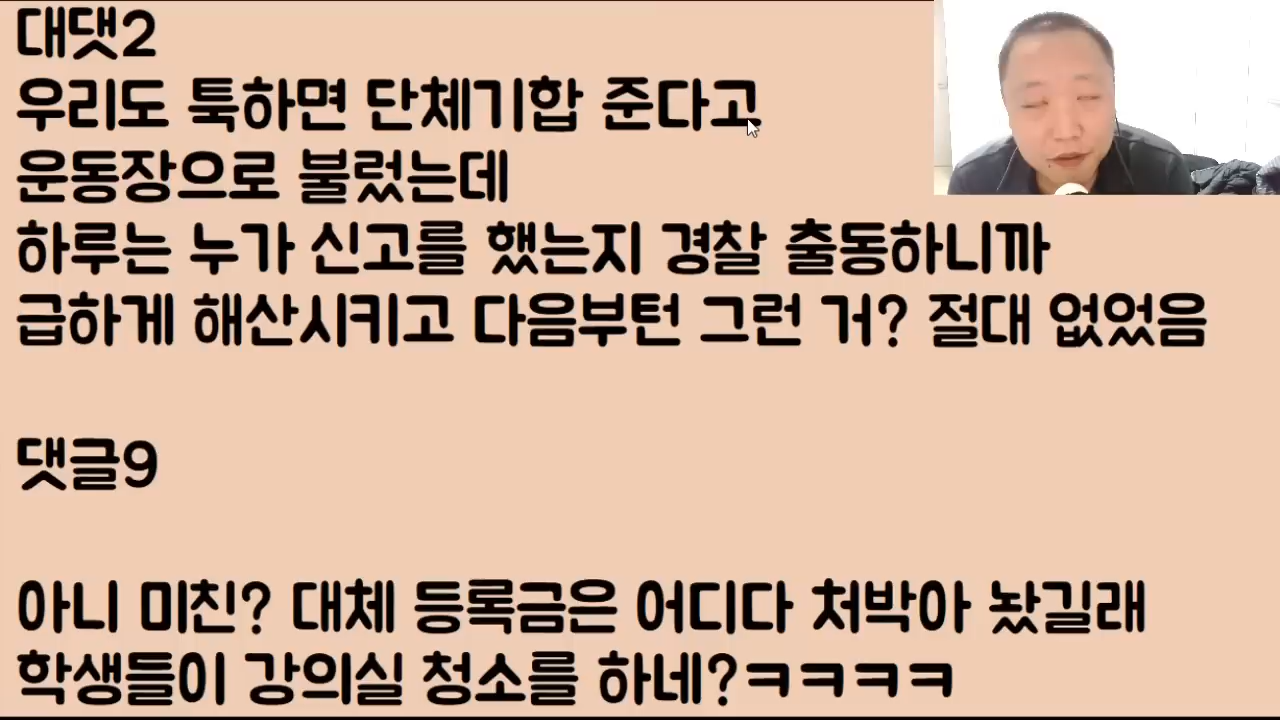 대댓2
우리도 툭하면 단체기합 준다고
운동장으로 불렀는데
하루는 누가 신고를 했는지 경찰 출동하니까
급하게 해산시키고 다음부턴 그런 거? 절대 없었음
댓글9
아니 미친? 대체 등록금은 어디다 처박아 놨길래
학생들이 강의실 청소를 하네?ㅋㅋㅋㅋ